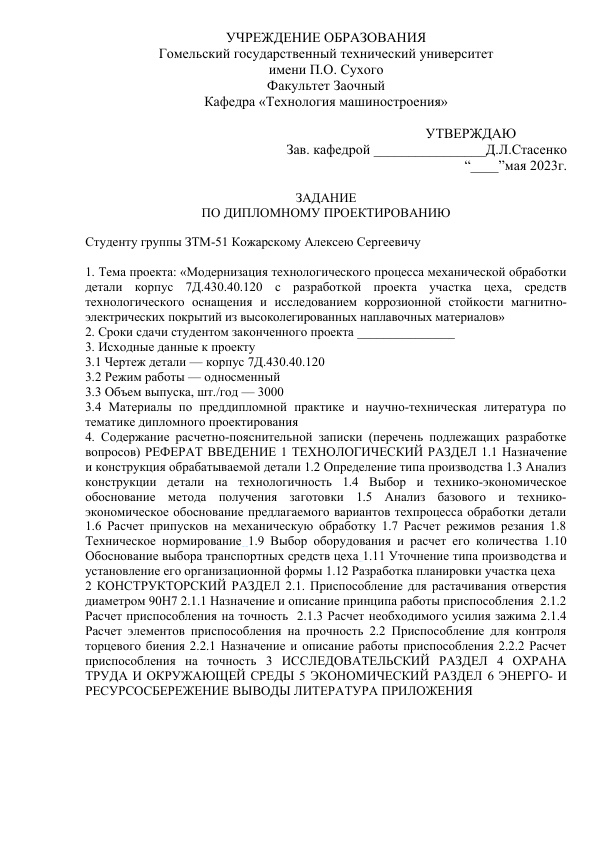 УЧРЕЖДЕНИЕ ОБРАЗОВАНИЯ
Гомельский государственный технический университет
имени П.О. Сухого
Факультет Заочный
Кафедра «Технология машиностроения»
УТВЕРЖДАЮ
Зав. кафедрой ________________Д.Л.Стасенко
“____”мая 2023г.
ЗАДАНИЕ
ПО ДИПЛОМНОМУ ПРОЕКТИРОВАНИЮ
Студенту группы ЗТМ-51 Кожарскому Алексею Сергеевичу
1. Тема проекта: «Модернизация технологического процесса механической обработки
детали корпус 7Д.430.40.120 с разработкой проекта участка цеха, средств
технологического оснащения и исследованием коррозионной стойкости магнитно-
электрических покрытий из высоколегированных наплавочных материалов»
2. Сроки сдачи студентом законченного проекта _______________
3. Исходные данные к проекту
3.1 Чертеж детали — корпус 7Д.430.40.120
3.2 Режим работы — односменный
3.3 Объем выпуска, шт./год — 3000
3.4 Материалы по преддипломной практике и научно-техническая литература по
тематике дипломного проектирования
4. Содержание расчетно-пояснительной записки (перечень подлежащих разработке
вопросов) РЕФЕРАТ ВВЕДЕНИЕ 1 ТЕХНОЛОГИЧЕСКИЙ РАЗДЕЛ 1.1 Назначение
и конструкция обрабатываемой детали 1.2 Определение типа производства 1.3 Анализ
конструкции детали на технологичность 1.4 Выбор и технико-экономическое
обоснование метода получения заготовки 1.5 Анализ базового и технико-
экономическое обоснование предлагаемого вариантов техпроцесса обработки детали
1.6 Расчет припусков на механическую обработку 1.7 Расчет режимов резания 1.8
Техническое нормирование 1.9 Выбор оборудования и расчет его количества 1.10
Обоснование выбора транспортных средств цеха 1.11 Уточнение типа производства и
установление его организационной формы 1.12 Разработка планировки участка цеха
2 КОНСТРУКТОРСКИЙ РАЗДЕЛ 2.1. Приспособление для растачивания отверстия
диаметром 90Н7 2.1.1 Назначение и описание принципа работы приспособления 2.1.2
Расчет приспособления на точность 2.1.3 Расчет необходимого усилия зажима 2.1.4
Расчет элементов приспособления на прочность 2.2 Приспособление для контроля
торцевого биения 2.2.1 Назначение и описание работы приспособления 2.2.2 Расчет
приспособления на точность 3 ИССЛЕДОВАТЕЛЬСКИЙ РАЗДЕЛ 4 ОХРАНА
ТРУДА И ОКРУЖАЮЩЕЙ СРЕДЫ 5 ЭКОНОМИЧЕСКИЙ РАЗДЕЛ 6 ЭНЕРГО- И
РЕСУРСОСБЕРЕЖЕНИЕ ВЫВОДЫ ЛИТЕРАТУРА ПРИЛОЖЕНИЯ